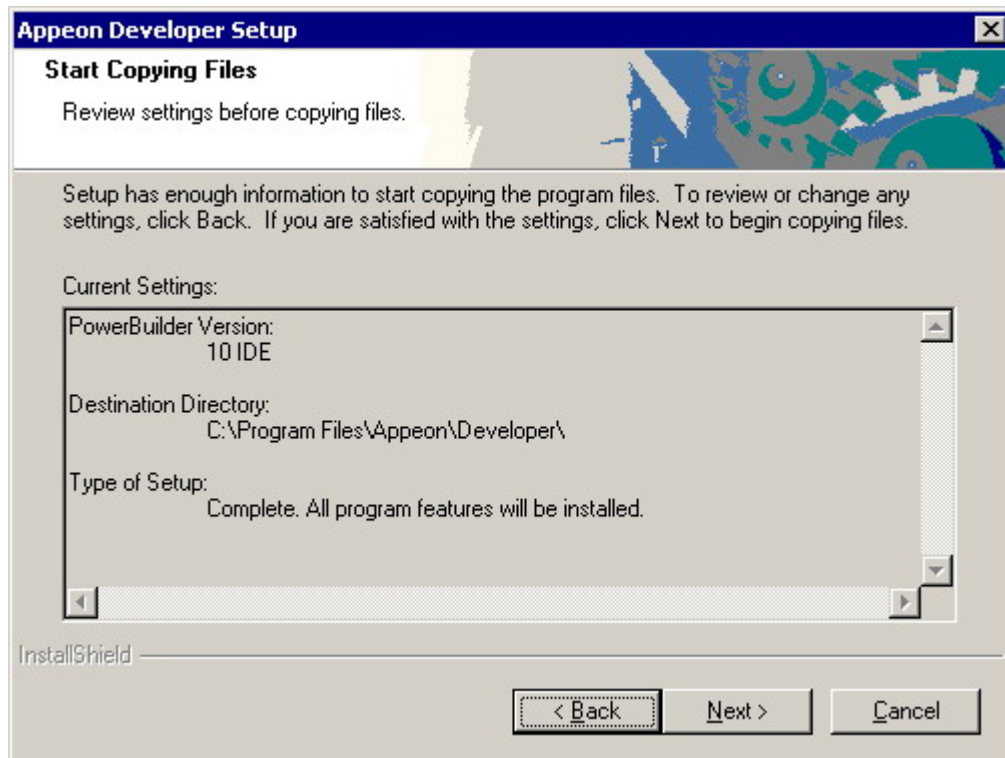 Appeon Developer Setup
Start Copying Files
Review settings before copying files.
Setup has enough information to start copying the program files. To review or change any
settings, click Back. If you are satisfied with the settings, click Next to begin copying files.
Current Settings:
PowerBuilder Version:
10 IDE
Destination Directory:
C:\Program Files\Appeon\Developer\
Type of Setup:
Complete. All program features will be installed.
InstallShield
< Back
Next >
Cancel